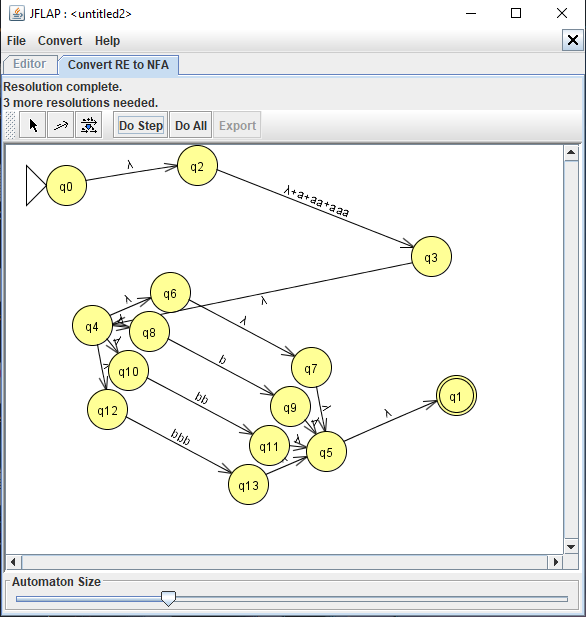 JFLAP : <untitled2>
File Convert Help
Editor Convert RE to NFA
Resolution complete.
3 more resolutions needed.
Do Step Do All Export
λ
q2
q0
λ+a+aa+aaa
q3
λ
q6
λ
q4
λ
q8
λ
b
q7
λ
q10
bb
λ
q1
q12
q9
λ
λ
bbb
q11
λ
q5
q13
Automaton Size